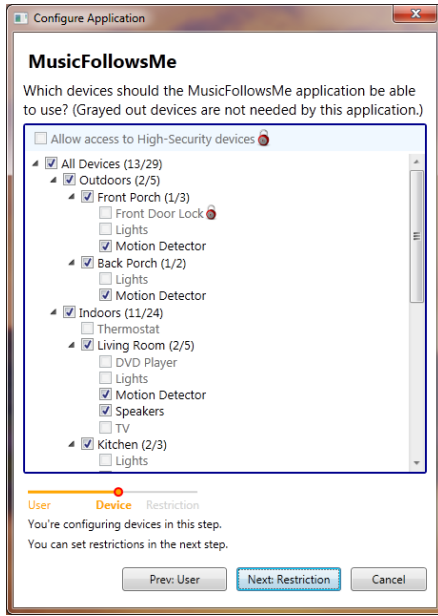 Configure Application
MusicFollowsMe
Which devices should the MusicFollowsMe application be able
to use? (Grayed out devices are not needed by this application.)
Allow access to High-Security devices
All Devices (13/29)
Outdoors (2/5)
Front Porch (1/3)
Front Door Lock
Lights
Motion Detector
Back Porch (1/2)
Lights
Motion Detector
Indoors (11/24)
Thermostat
Living Room (2/5)
DVD Player
Lights
Motion Detector
Speakers
TV
Kitchen (2/3)
Lights
User Device Restriction
You're configuring devices in this step.
You can set restrictions in the next step.
Prev: User Next: Restriction Cancel